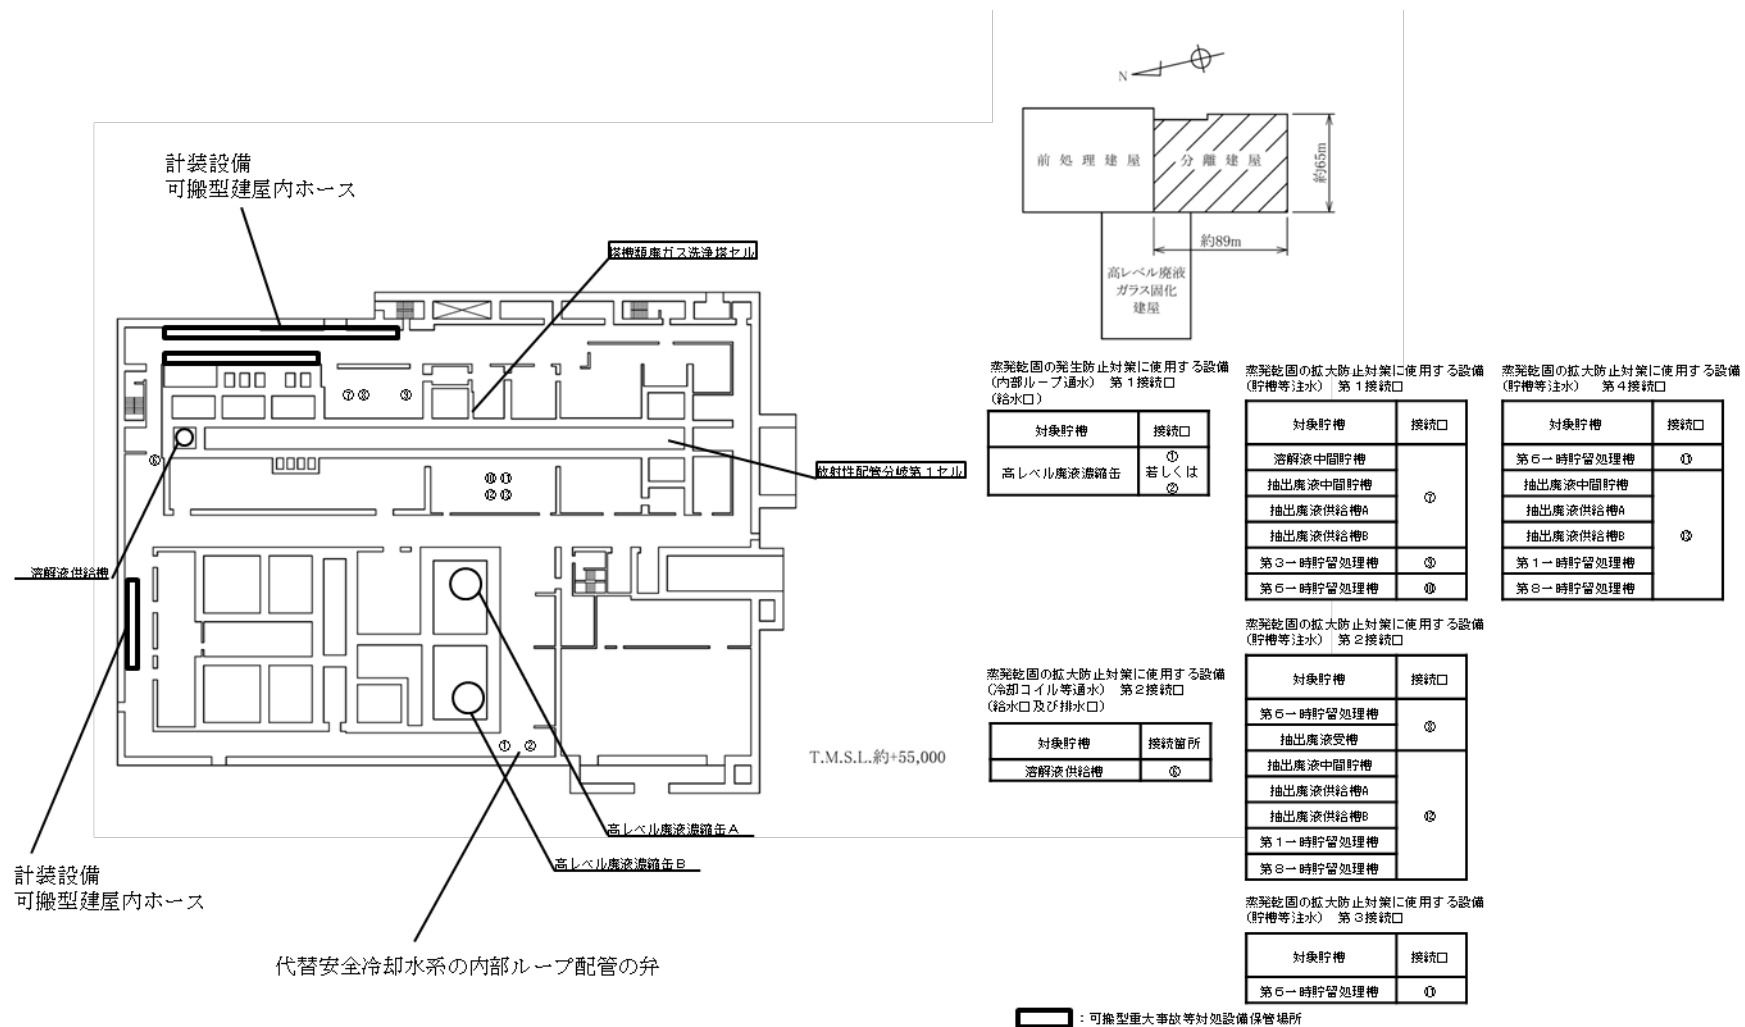 N
前処理建屋
分離建屋
約65m
約89m
高レベル廃液
ガラス固化
建屋
計装設備
可搬型建屋内ホース
塔槽類廃ガス洗浄塔セル
放射性配管分岐第1セル
溶解液供給槽
⑦⑧
⑥
⑩⑪
⑫⑬
① ②
T.M.S.L.約+55,000
高レベル廃液濃縮缶A
高レベル廃液濃縮缶B
計装設備
可搬型建屋内ホース
代替安全冷却水系の内部ループ配管の弁
蒸発乾固の発生防止対策に使用する設備
(内部ループ通水) 第1接続口
(給水口)
対象貯槽 接続口
高レベル廃液濃縮缶 ①
若しくは
②
蒸発乾固の拡大防止対策に使用する設備
(冷却コイル等通水) 第2接続口
(給水口及び排水口)
対象貯槽 接続箇所
溶解液供給槽 ⑥
蒸発乾固の拡大防止対策に使用する設備
(貯槽等注水) 第1接続口
対象貯槽 接続口
溶解液中間貯槽
抽出廃液中間貯槽
⑦
抽出廃液供給槽A
抽出廃液供給槽B
第3一時貯留処理槽
第6一時貯留処理槽 ⑩
蒸発乾固の拡大防止対策に使用する設備
(貯槽等注水) 第2接続口
対象貯槽 接続口
第6一時貯留処理槽
抽出廃液受槽
抽出廃液中間貯槽
抽出廃液供給槽A
抽出廃液供給槽B ⑫
第1一時貯留処理槽
第8一時貯留処理槽
蒸発乾固の拡大防止対策に使用する設備
(貯槽等注水) 第3接続口
対象貯槽 接続口
第6一時貯留処理槽 ⑪
蒸発乾固の拡大防止対策に使用する設備
(貯槽等注水) 第4接続口
対象貯槽 接続口
第6一時貯留処理槽 ⑪
抽出廃液中間貯槽
抽出廃液供給槽A
抽出廃液供給槽B ⑬
第1一時貯留処理槽
第8一時貯留処理槽
：可搬型重大事故等対処設備保管場所